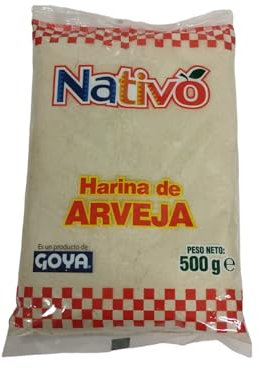 Nativo
Harina de
ARVEJA
Es un producto de
GOYA
PESO NETO:
500 g e